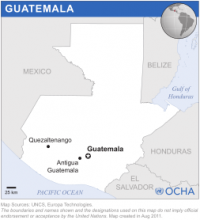 GUATEMALA
MEXICO
BELIZE
Gulf of
Honduras
Quezaltenango
Guatemala
Antigua
Guatemala
HONDURAS
EL
SALVADOR
PACIFIC OCEAN
25 km
OCHA
Map Sources: UNCS, Europa Technologies.
The boundaries and names shown and the designations used on this map do not imply official
endorsement or acceptance by the United Nations. Map created in Aug 2011.